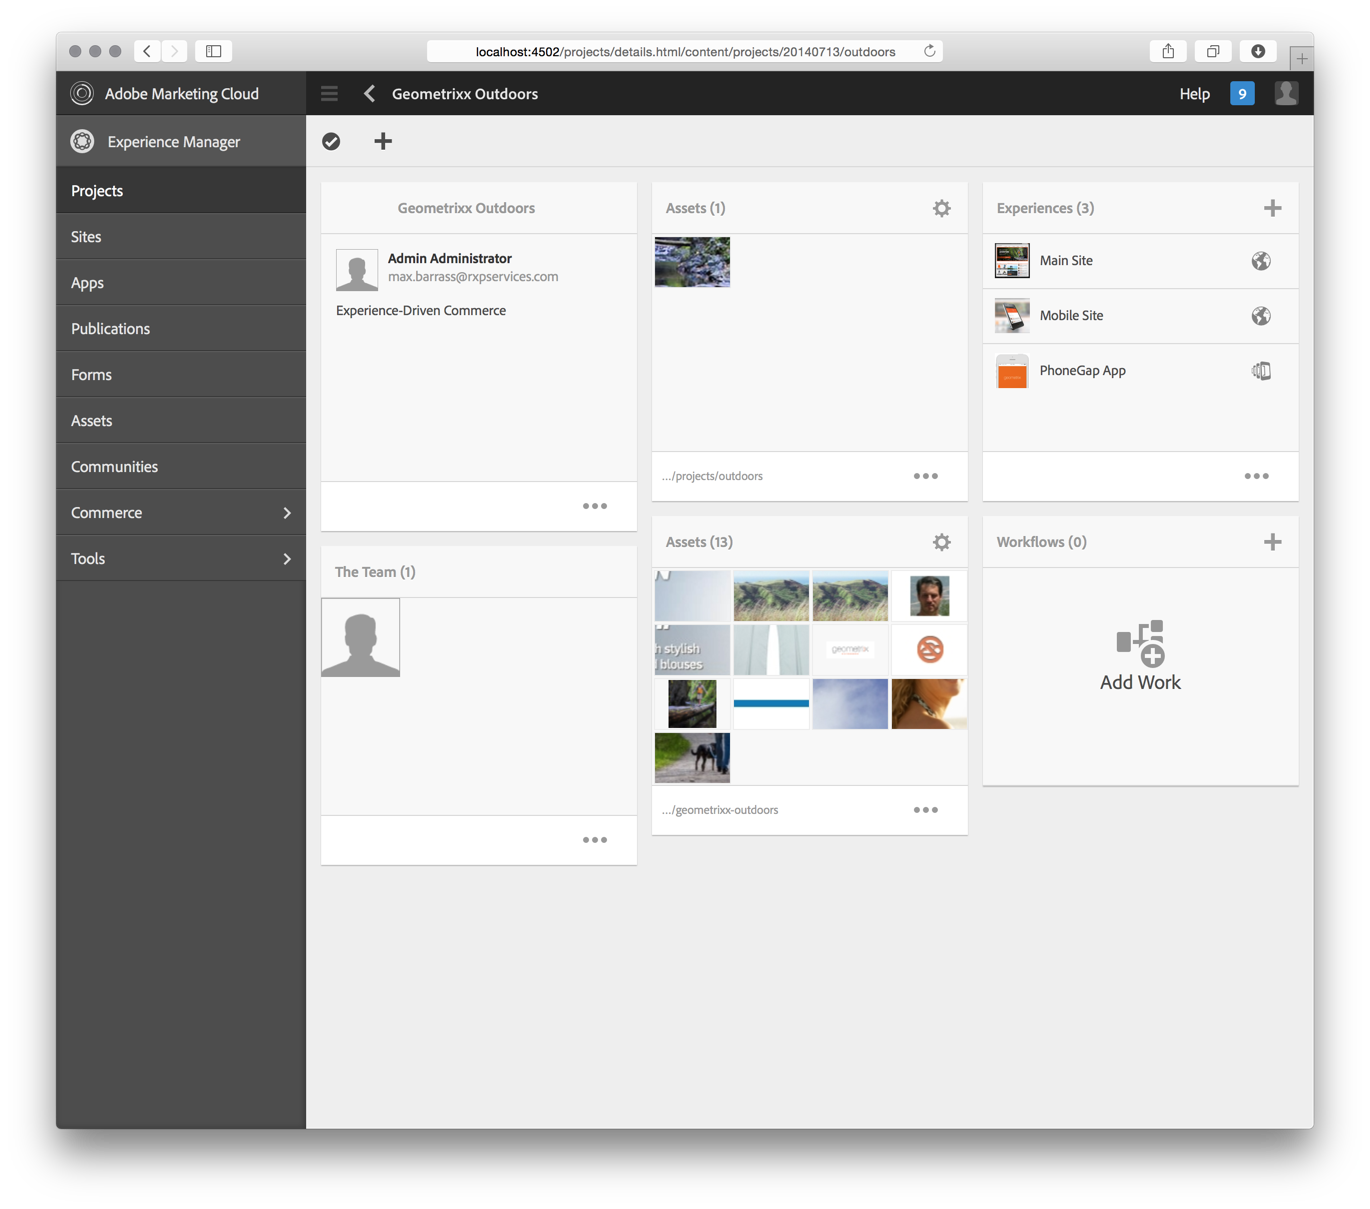 localhost:4502/projects/details.html/content/projects/20140713/outdoors
Adobe Marketing Cloud
Geometrixx Outdoors
Help
9
Experience Manager
Projects
Sites
Apps
Publications
Forms
Assets
Communities
Commerce
Tools
Geometrixx Outdoors
Admin Administrator
max.barrass@rxpservices.com
Experience-Driven Commerce
The Team (1)
Assets (1)
.../projects/outdoors
Assets (13)
h stylish
d blouses
geometrixx
.../geometrixx-outdoors
Experiences (3)
Main Site
Mobile Site
PhoneGap App
Workflows (0)
Add Work